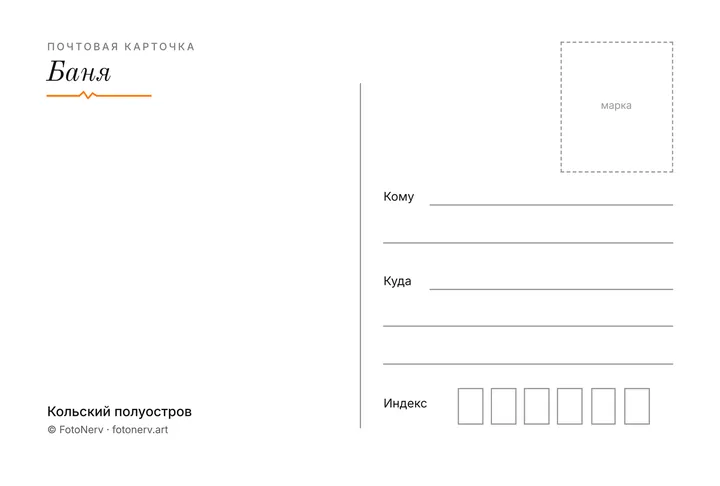 ПОЧТОВАЯ КАРТОЧКА
Баня
марка
Кому
Куда
Индекс
Кольский полуостров
© FotoNerv · fotonerv.art